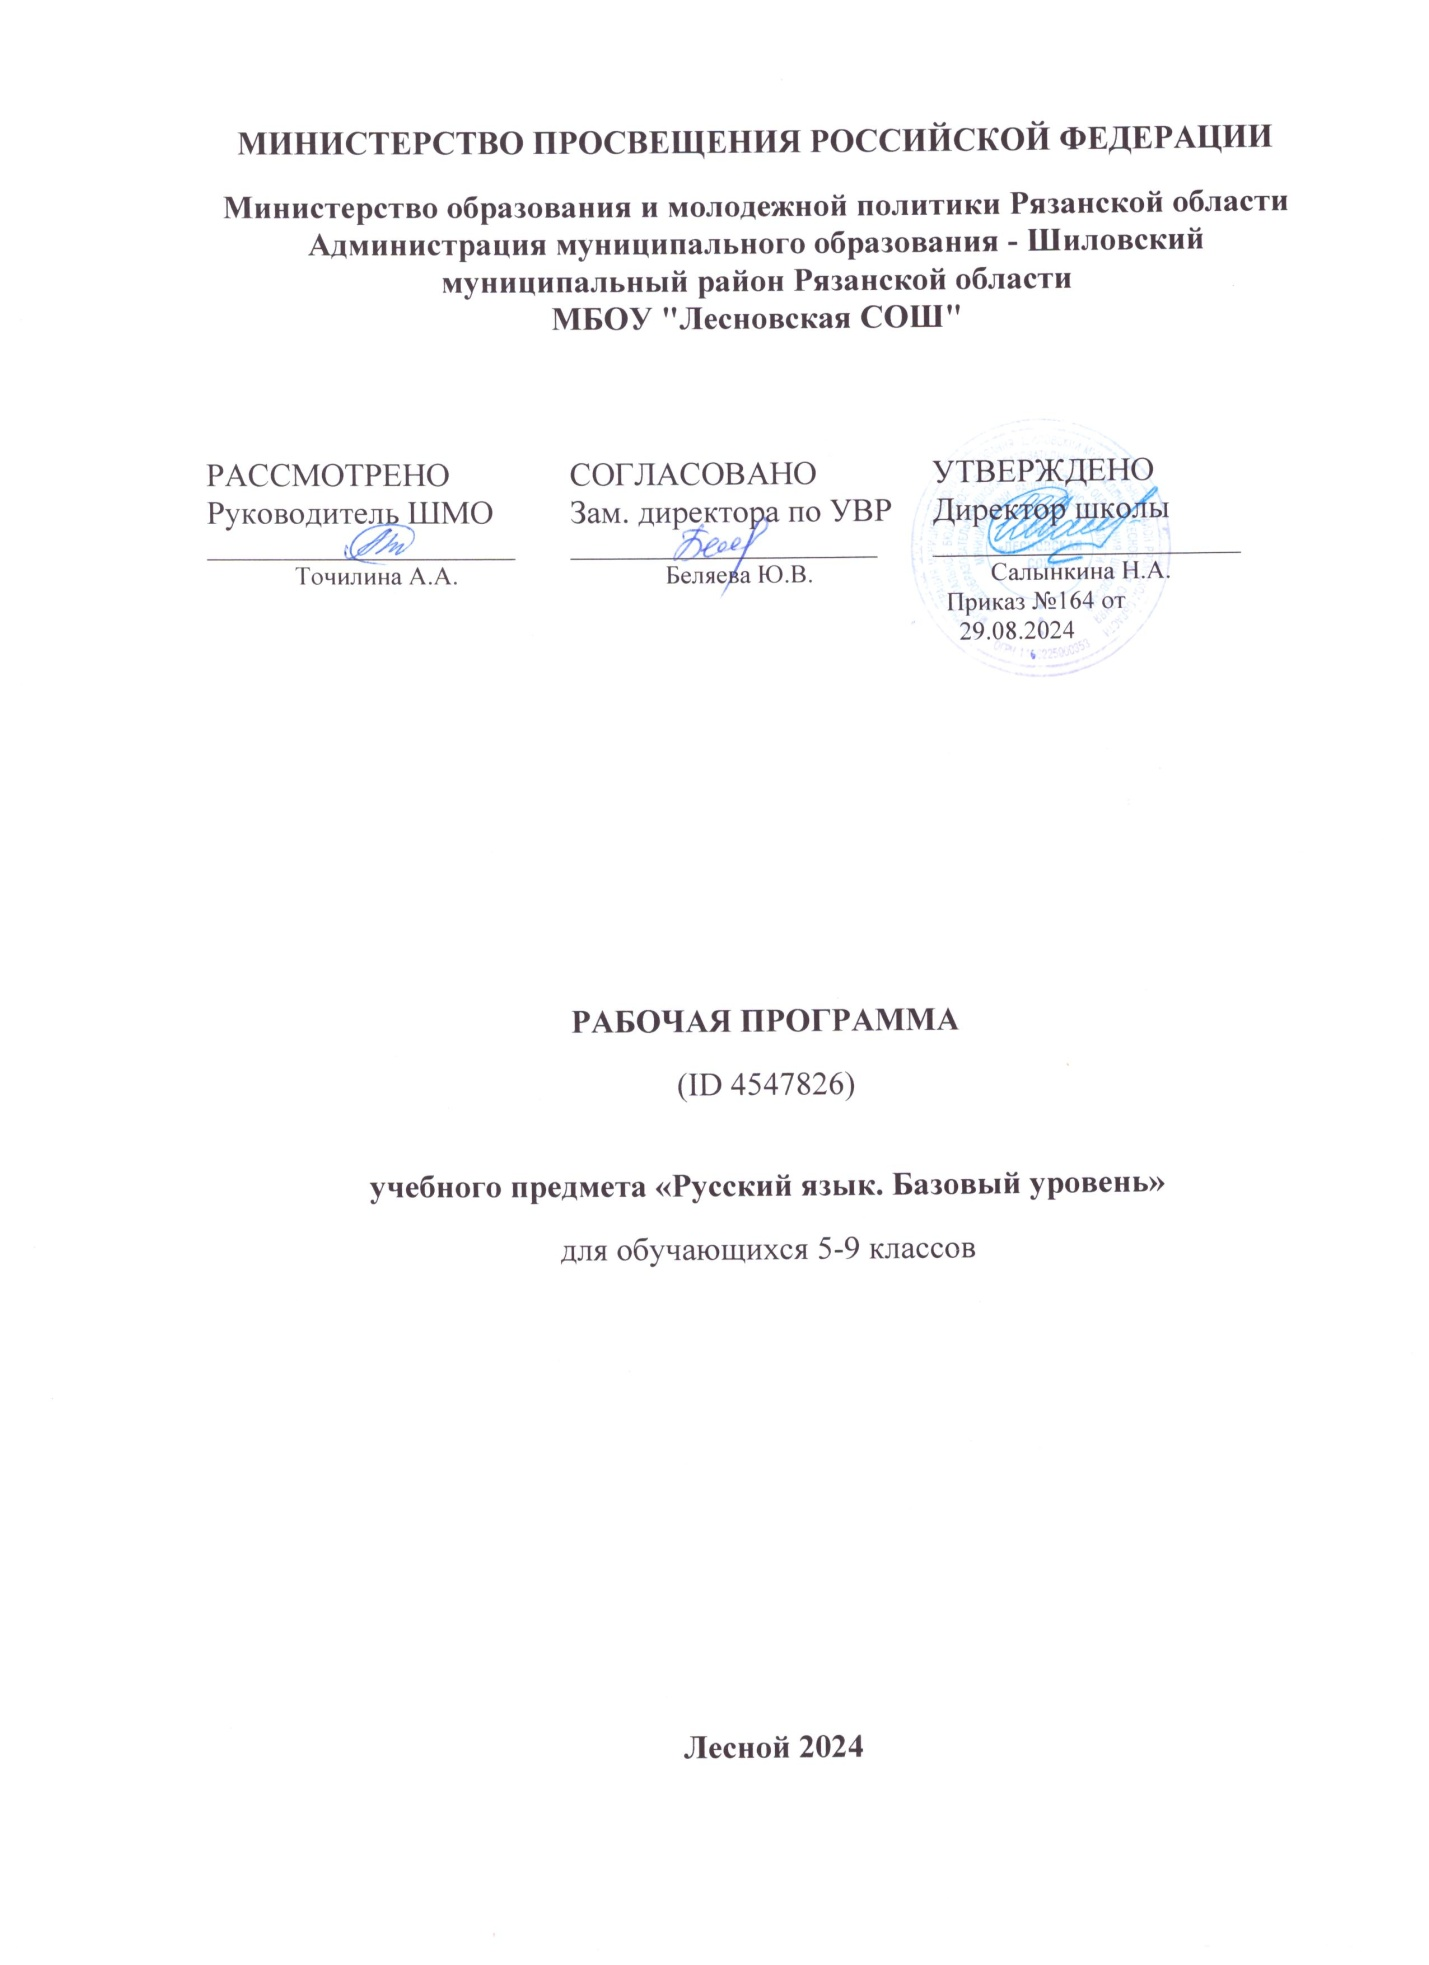 МИНИСТЕРСТВО ПРОСВЕЩЕНИЯ РОССИЙСКОЙ ФЕДЕРАЦИИ
Министерство образования и молодежной политики Рязанской области
Администрация муниципального образования - Шиловский
муниципальный район Рязанской области
МБОУ "Лесновская СОШ"
РАССМОТРЕНО
Руководитель ШМО
Точилина А.А.
СОГЛАСОВАНО
Зам. директора по УВР
Беляева Ю.В.
УТВЕРЖДЕНО
Директор школы
Салынкина Н.А.
Приказ №164 от
29.08.2024
РАБОЧАЯ ПРОГРАММА
(ID 4547826)
учебного предмета «Русский язык. Базовый уровень»
для обучающихся 5-9 классов
Лесной 2024